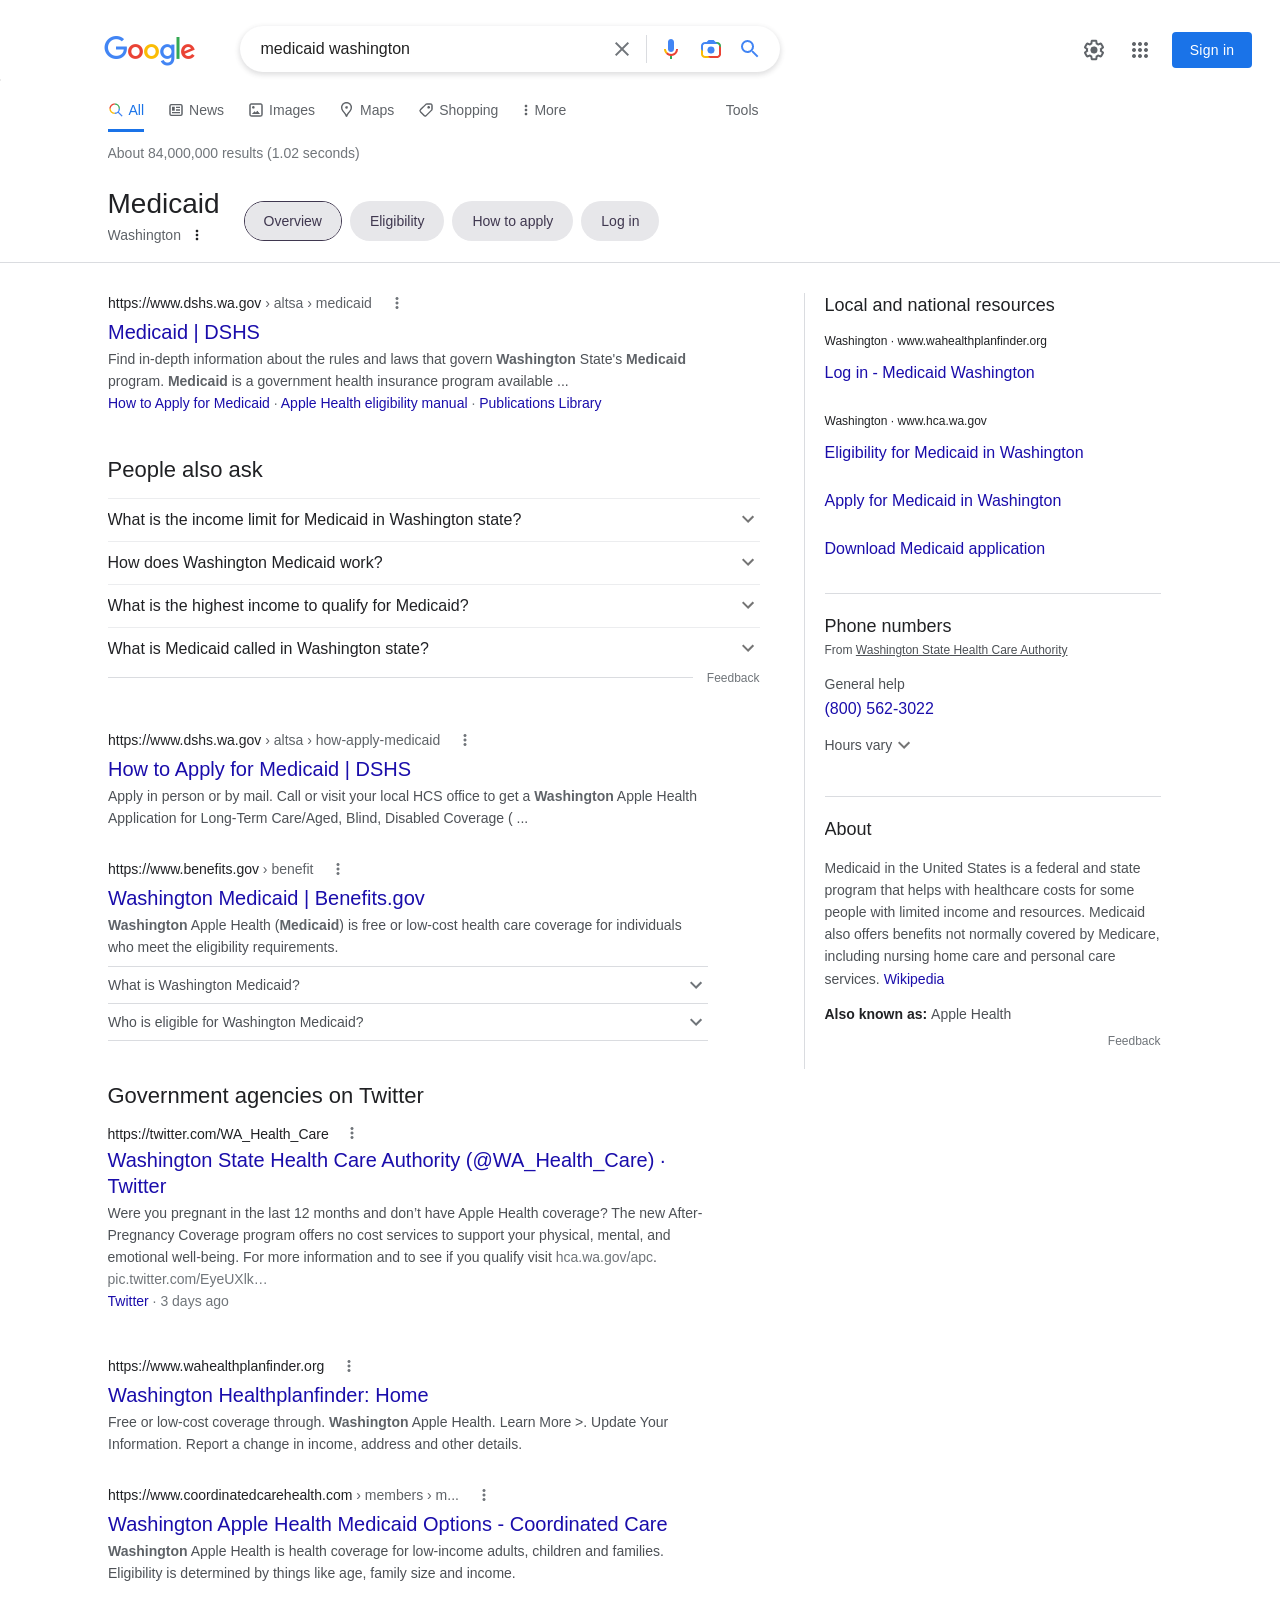 Google
medicaid washington
Sign in
All
News
Images
Maps
Shopping
More
Tools
About 84,000,000 results (1.02 seconds)
Medicaid
Washington
Overview
Eligibility
How to apply
Log in
https://www.dshs.wa.gov › altsa › medicaid
Medicaid | DSHS
Find in-depth information about the rules and laws that govern Washington State's Medicaid
program. Medicaid is a government health insurance program available ...
How to Apply for Medicaid · Apple Health eligibility manual · Publications Library
People also ask
What is the income limit for Medicaid in Washington state?
How does Washington Medicaid work?
What is the highest income to qualify for Medicaid?
What is Medicaid called in Washington state?
Feedback
https://www.dshs.wa.gov › altsa › how-apply-medicaid
How to Apply for Medicaid | DSHS
Apply in person or by mail. Call or visit your local HCS office to get a Washington Apple Health
Application for Long-Term Care/Aged, Blind, Disabled Coverage ( ...
https://www.benefits.gov › benefit
Washington Medicaid | Benefits.gov
Washington Apple Health (Medicaid) is free or low-cost health care coverage for individuals
who meet the eligibility requirements.
What is Washington Medicaid?
Who is eligible for Washington Medicaid?
Government agencies on Twitter
https://twitter.com/WA_Health_Care
Washington State Health Care Authority (@WA_Health_Care) ·
Twitter
Were you pregnant in the last 12 months and don’t have Apple Health coverage? The new After-
Pregnancy Coverage program offers no cost services to support your physical, mental, and
emotional well-being. For more information and to see if you qualify visit hca.wa.gov/apc.
pic.twitter.com/EyeUXlk…
Twitter · 3 days ago
https://www.wahealthplanfinder.org
Washington Healthplanfinder: Home
Free or low-cost coverage through. Washington Apple Health. Learn More >. Update Your
Information. Report a change in income, address and other details.
https://www.coordinatedcarehealth.com › members › m...
Washington Apple Health Medicaid Options - Coordinated Care
Washington Apple Health is health coverage for low-income adults, children and families.
Eligibility is determined by things like age, family size and income.
Local and national resources
Washington · www.wahealthplanfinder.org
Log in - Medicaid Washington
Washington · www.hca.wa.gov
Eligibility for Medicaid in Washington
Apply for Medicaid in Washington
Download Medicaid application
Phone numbers
From Washington State Health Care Authority
General help
(800) 562-3022
Hours vary
About
Medicaid in the United States is a federal and state
program that helps with healthcare costs for some
people with limited income and resources. Medicaid
also offers benefits not normally covered by Medicare,
including nursing home care and personal care
services. Wikipedia
Also known as: Apple Health
Feedback